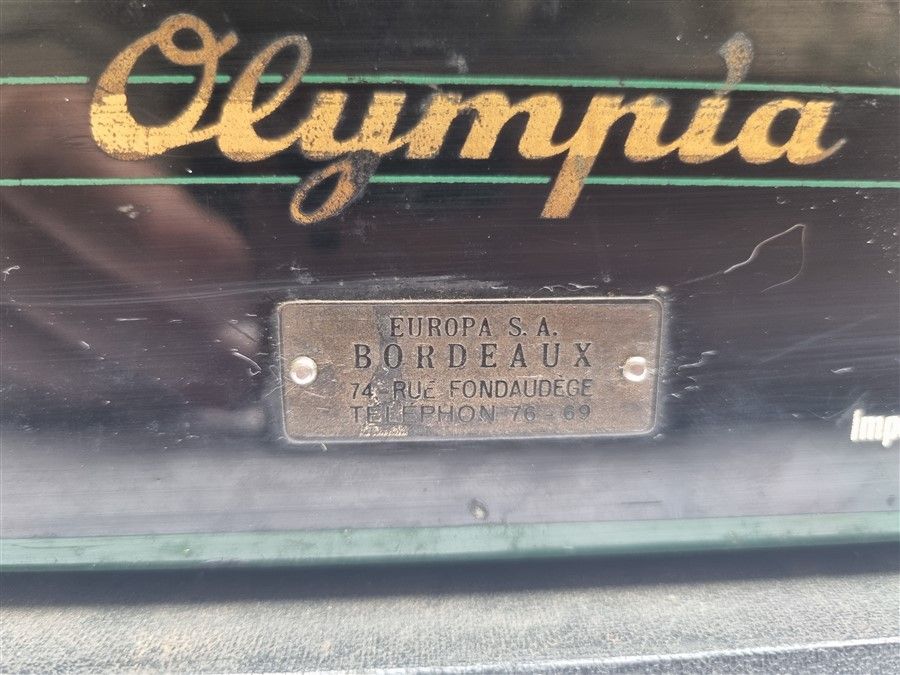 Olympia
EUROPA S.A.
BORDEAUX
74 - RUE FONDAUDÈGE
TELEPHON 76 - 69